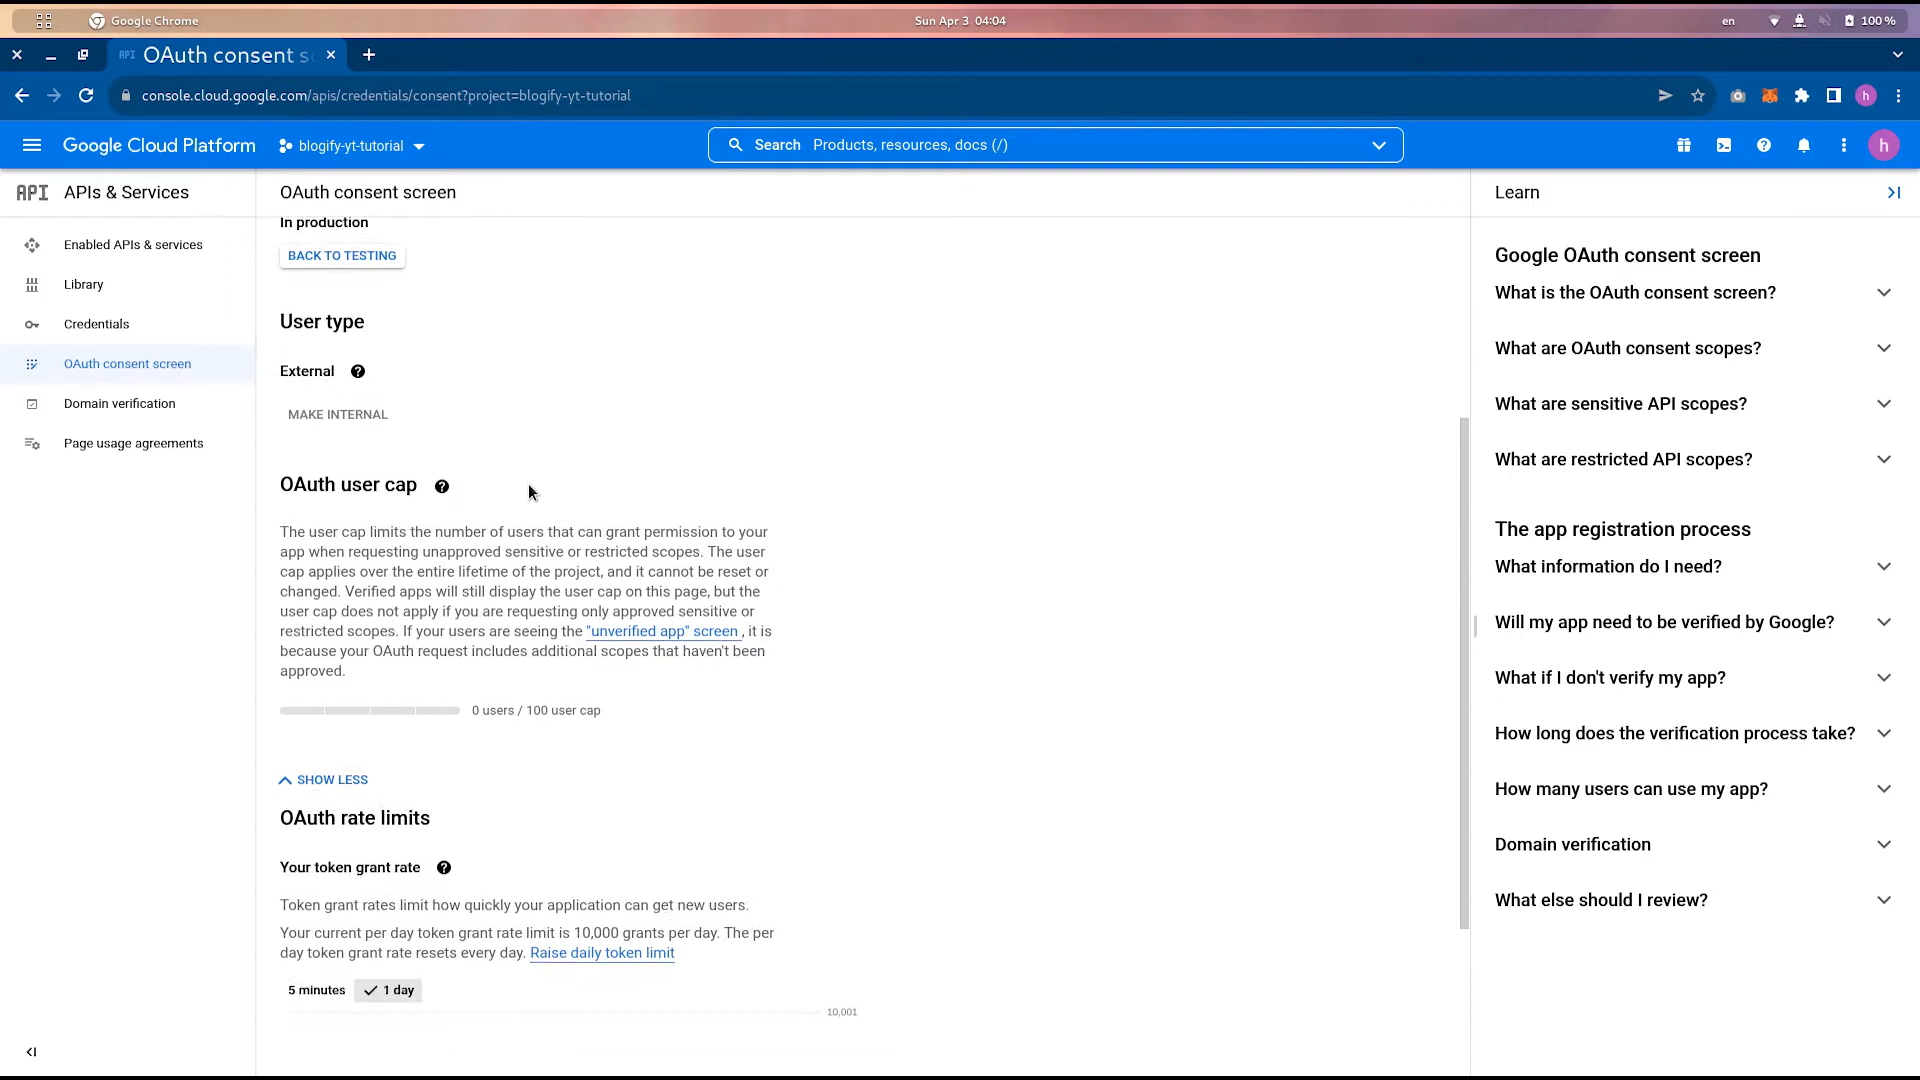 Google Chrome
Sun Apr 3 04:04
en
100 %
API OAuth consent s
console.cloud.google.com/apis/credentials/consent?project=blogify-yt-tutorial
h
Google Cloud Platform
blogify-yt-tutorial
Search Products, resources, docs (/)
h
API APIs & Services
Enabled APIs & services
Library
Credentials
OAuth consent screen
Domain verification
Page usage agreements
OAuth consent screen
In production
BACK TO TESTING
User type
External
MAKE INTERNAL
OAuth user cap
The user cap limits the number of users that can grant permission to your
app when requesting unapproved sensitive or restricted scopes. The user
cap applies over the entire lifetime of the project, and it cannot be reset or
changed. Verified apps will still display the user cap on this page, but the
user cap does not apply if you are requesting only approved sensitive or
restricted scopes. If your users are seeing the "unverified app" screen , it is
because your OAuth request includes additional scopes that haven't been
approved.
0 users / 100 user cap
SHOW LESS
OAuth rate limits
Your token grant rate
Token grant rates limit how quickly your application can get new users.
Your current per day token grant rate limit is 10,000 grants per day. The per
day token grant rate resets every day. Raise daily token limit
5 minutes
1 day
10,001
Learn
Google OAuth consent screen
What is the OAuth consent screen?
What are OAuth consent scopes?
What are sensitive API scopes?
What are restricted API scopes?
The app registration process
What information do I need?
Will my app need to be verified by Google?
What if I don't verify my app?
How long does the verification process take?
How many users can use my app?
Domain verification
What else should I review?